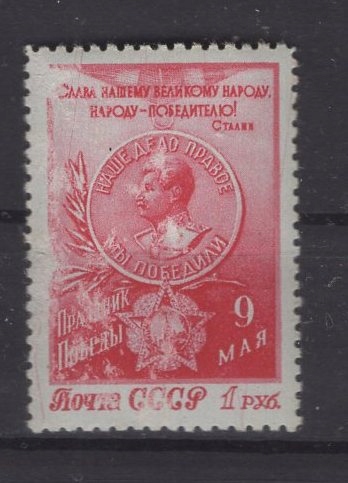 Слава нашему великому народу,
народу-победителю!
Сталин
НАШЕ ДЕЛО ПРАВОЕ
МЫ ПОБЕДИЛИ
Праздник
Победы
9
МАЯ
Почта СССР 1 руб.